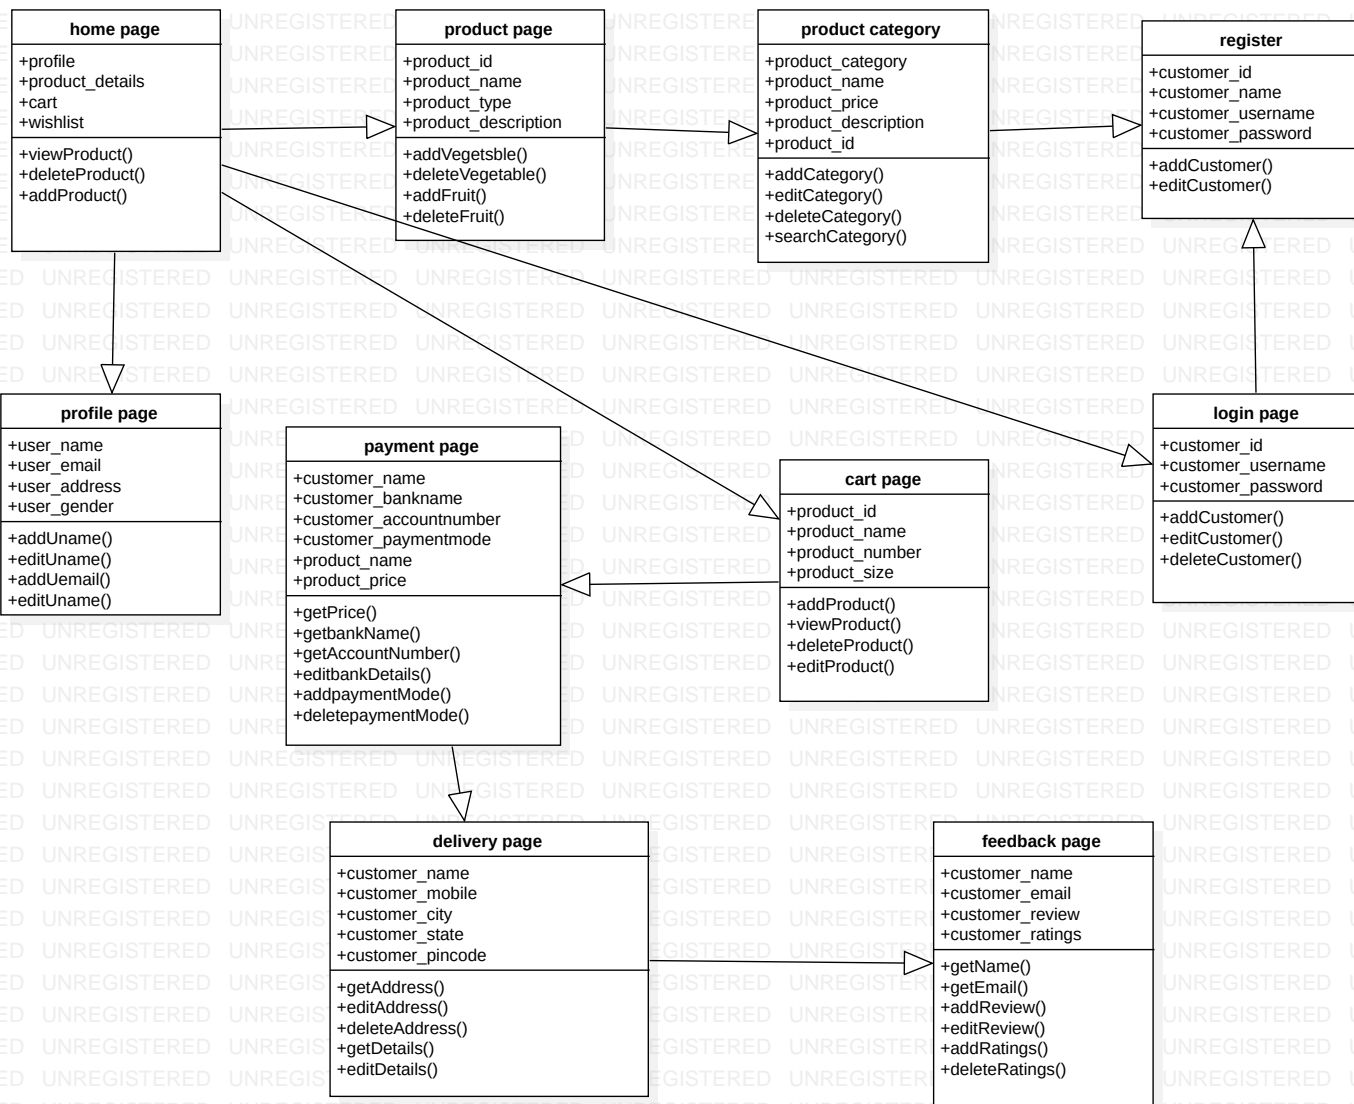 home page
+profile
+product_details
+cart
+wishlist
+viewProduct()
+deleteProduct()
+addProduct()
product page
+product_id
+product_name
+product_type
+product_description
+addVegetsble()
+deleteVegetable()
+addFruit()
+deleteFruit()
product category
+product_category
+product_name
+product_price
+product_description
+product_id
+addCategory()
+editCategory()
+deleteCategory()
+searchCategory()
register
+customer_id
+customer_name
+customer_username
+customer_password
+addCustomer()
+editCustomer()
profile page
+user_name
+user_email
+user_address
+user_gender
+addUname()
+editUname()
+addUemail()
+editUname()
payment page
+customer_name
+customer_bankname
+customer_accountnumber
+customer_paymentmode
+product_name
+product_price
+getPrice()
+getbankName()
+getAccountNumber()
+editbankDetails()
+addpaymentMode()
+deletepaymentMode()
cart page
+product_id
+product_name
+product_number
+product_size
+addProduct()
+viewProduct()
+deleteProduct()
+editProduct()
login page
+customer_id
+customer_username
+customer_password
+addCustomer()
+editCustomer()
+deleteCustomer()
delivery page
+customer_name
+customer_mobile
+customer_city
+customer_state
+customer_pincode
+getAddress()
+editAddress()
+deleteAddress()
+getDetails()
+editDetails()
feedback page
+customer_name
+customer_email
+customer_review
+customer_ratings
+getName()
+getEmail()
+addReview()
+editReview()
+addRatings()
+deleteRatings()
UNREGISTERED